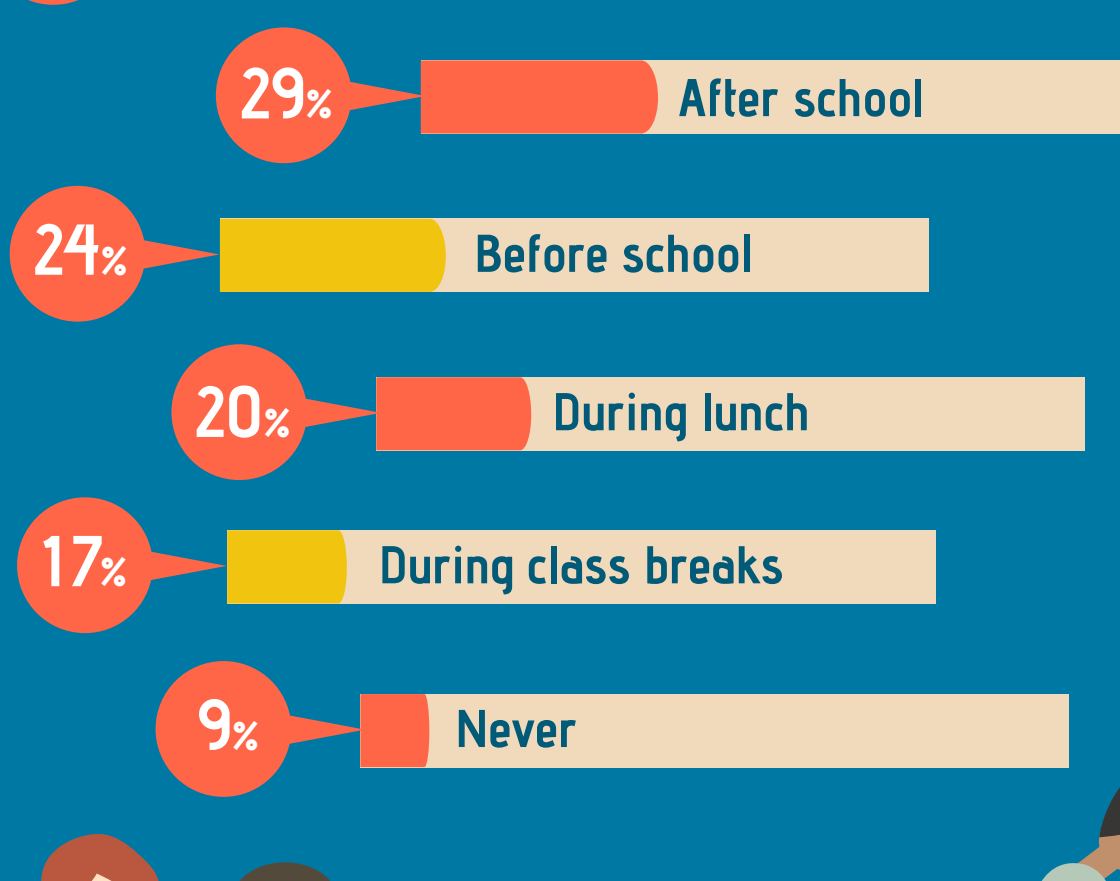 29% After school
24% Before school
20% During lunch
17% During class breaks
9% Never